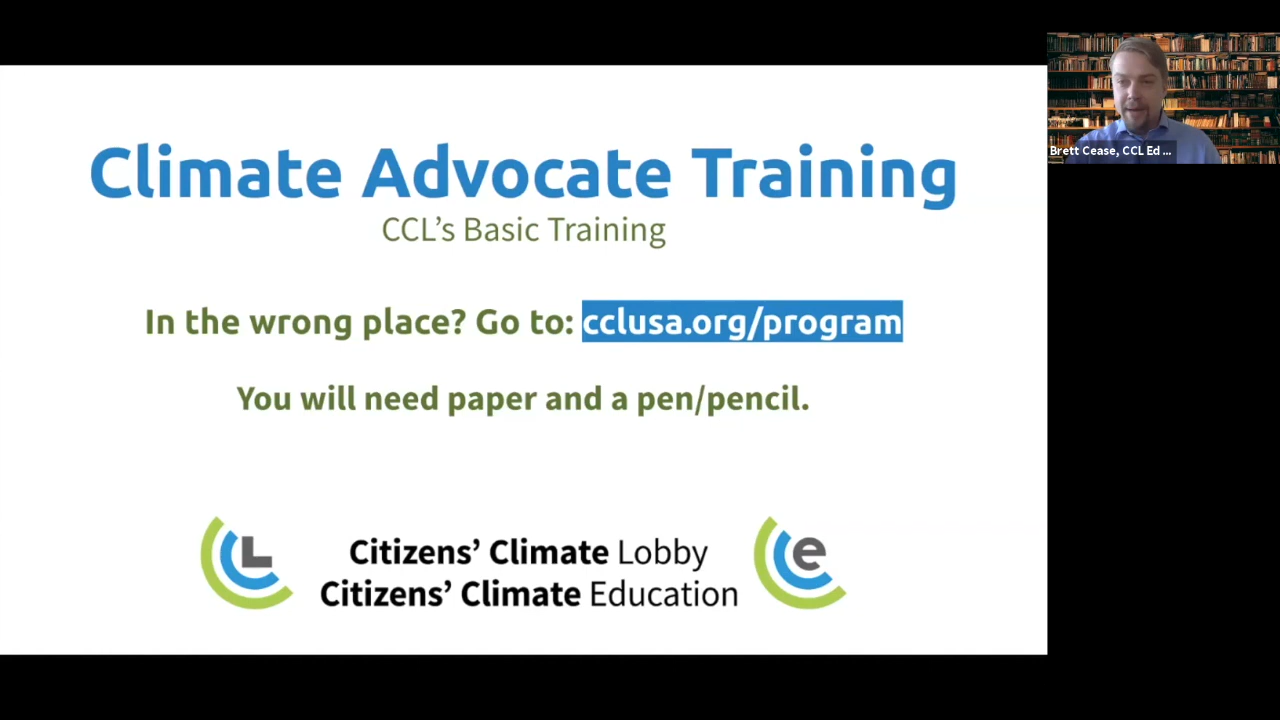 Climate Advocate Training
CCL's Basic Training
In the wrong place? Go to: cclusa.org/program
You will need paper and a pen/pencil.
L
Citizens' Climate Lobby
Citizens' Climate Education
e
Brett Cease, CCL Ed ...